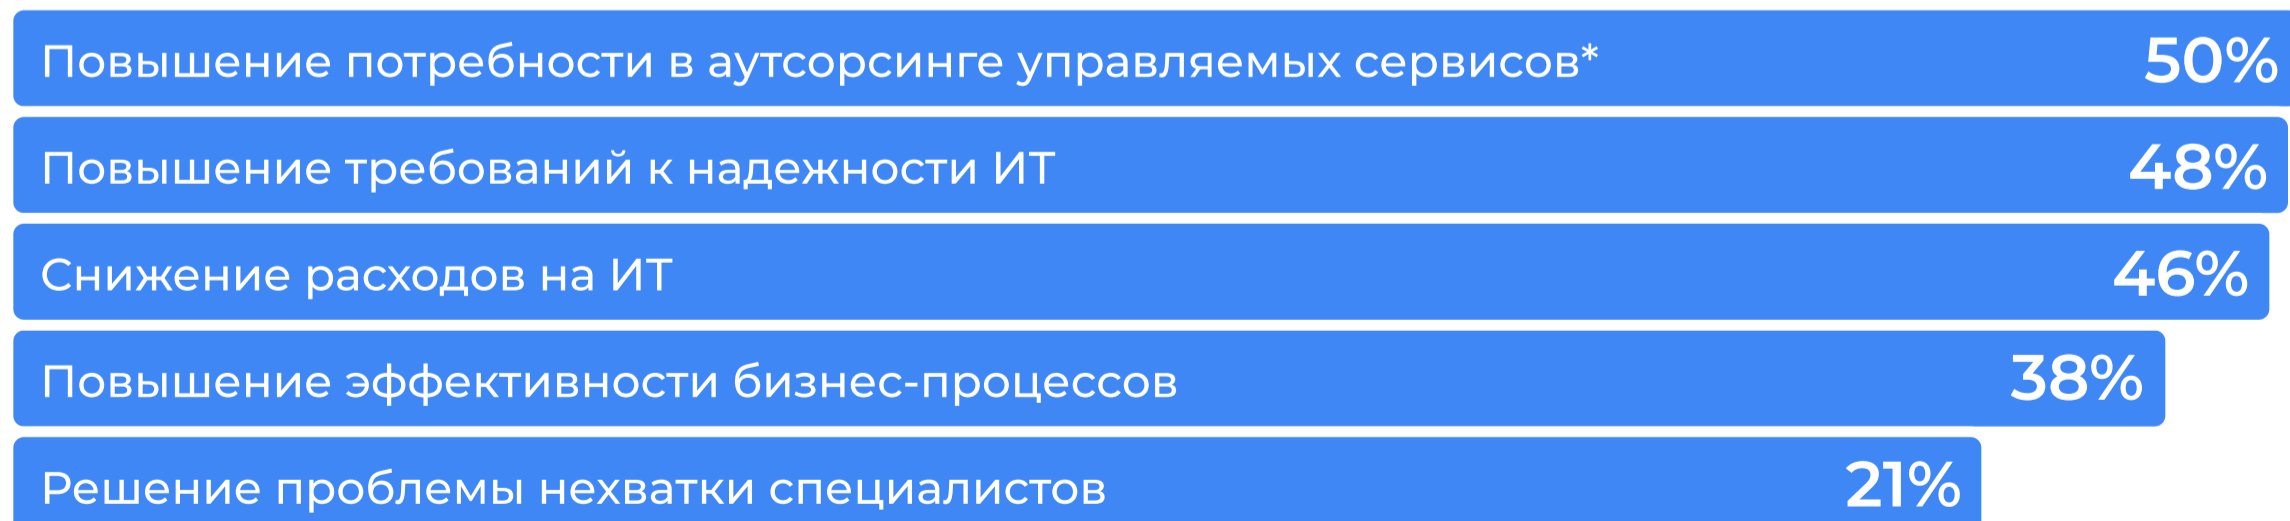 Повышение потребности в аутсорсинге управляемых сервисов* 50%
Повышение требований к надежности ИТ 48%
Снижение расходов на ИТ 46%
Повышение эффективности бизнес-процессов 38%
Решение проблемы нехватки специалистов 21%